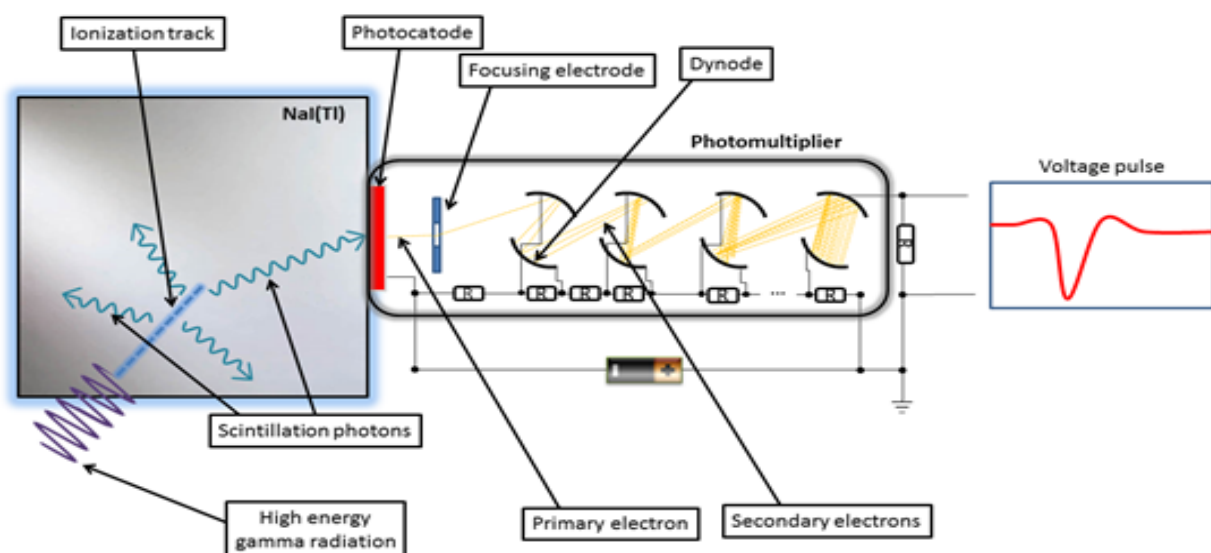 Ionization track
Photocatode
Focusing electrode
Dynode
NaI(Tl)
Photomultiplier
Voltage pulse
R
R
R
R
R
R
R
...
Scintillation photons
High energy
gamma radiation
Primary electron
Secondary electrons